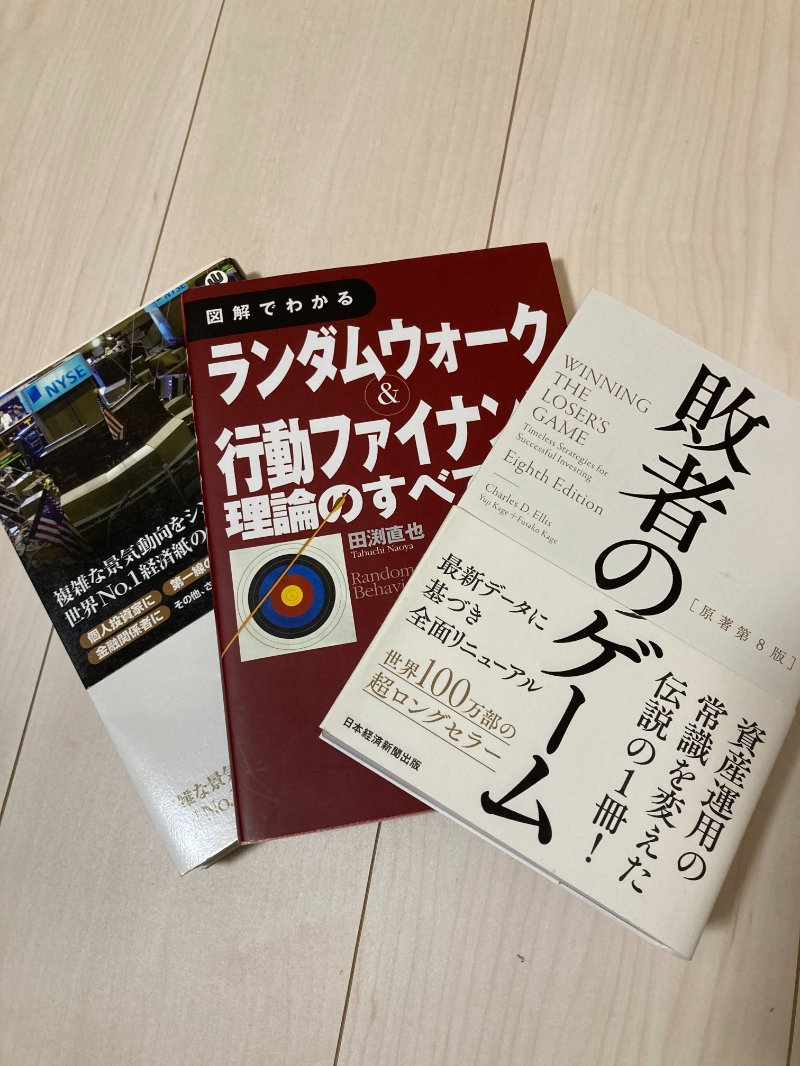 NYSE
複雑な景気動向をシ
世界No.1経済紙の
個人投資家に
第一線の
金融関係者に
その他、さ
雑な景気
No.
図解でわかる
ランダムウォーク
&
行動ファイナン
理論のすべて
田渕直也
Tabuchi Naoya
Random
Behavi
WINNING
THE
LOSER'S
GAME
Timeless Strategies for
Successful Investing
Eighth Edition
Charles D. Ellis
Yuji Kage + Futako Kage
敗者のゲーム
[原著第8版]
最新データに
基づき
全面リニューアル
世界100万部の
超ロングセラー
資産運用の
常識を変えた
伝説の1冊!
日本経済新聞出版